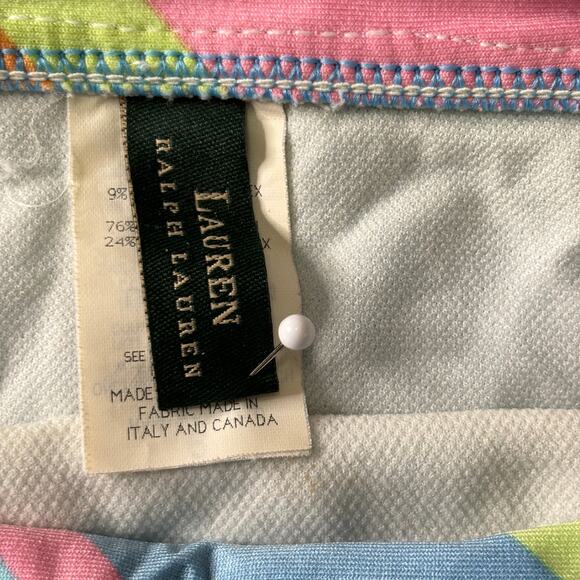 LAUREN
RALPH LAUREN
9% X
76%
24% X
SEE
MADE
FABRIC MADE IN
ITALY AND CANADA